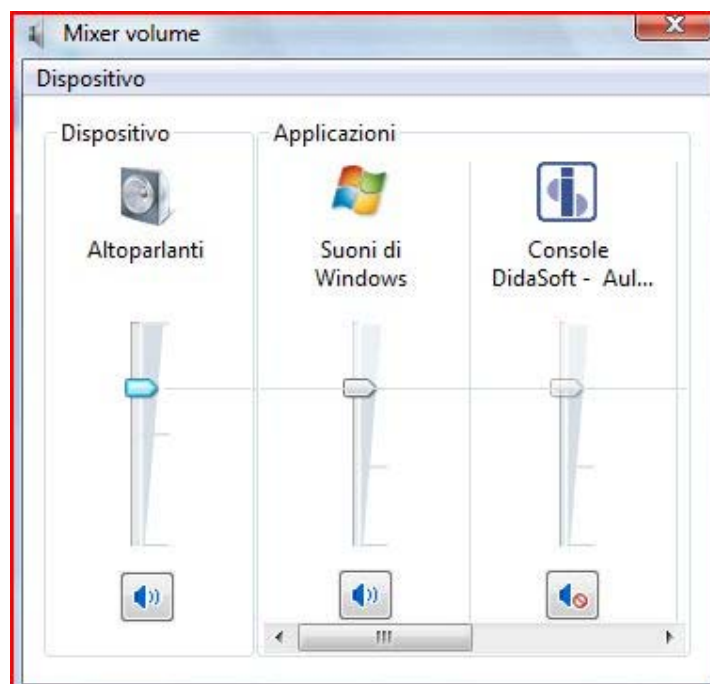 Mixer volume
Dispositivo
Dispositivo
Applicazioni
Altoparlanti
Suoni di
Windows
Console
DidaSoft - Aul...